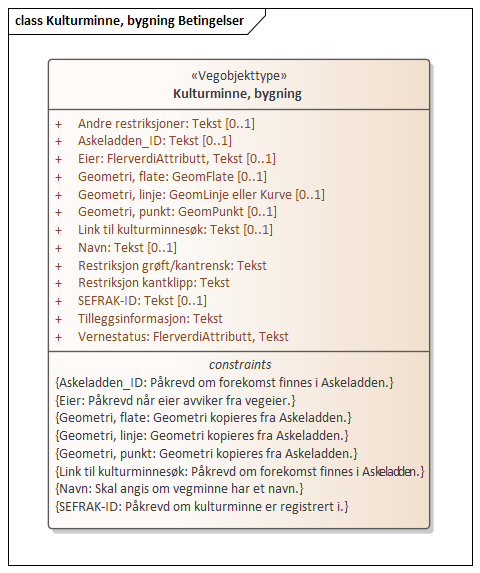 class Kulturminne, bygning Betingelser
«Vegobjekttype»
Kulturminne, bygning
+ Andre restriksjoner: Tekst [0..1]
+ Askeladden_ID: Tekst [0..1]
+ Eier: FlerverdiAttributt, Tekst [0..1]
+ Geometri, flate: GeomFlate [0..1]
+ Geometri, linje: GeomLinje eller Kurve [0..1]
+ Geometri, punkt: GeomPunkt [0..1]
+ Link til kulturminnesøk: Tekst [0..1]
+ Navn: Tekst [0..1]
+ Restriksjon grøft/kantrensk: Tekst
+ Restriksjon kantklipp: Tekst
+ SEFRAK-ID: Tekst [0..1]
+ Tilleggsinformasjon: Tekst
+ Vernestatus: FlerverdiAttributt, Tekst
constraints
{Askeladden_ID: Påkrevd om forekomst finnes i Askeladden.}
{Eier: Påkrevd når eier avviker fra vegeier.}
{Geometri, flate: Geometri kopieres fra Askeladden.}
{Geometri, linje: Geometri kopieres fra Askeladden.}
{Geometri, punkt: Geometri kopieres fra Askeladden.}
{Link til kulturminnesøk: Påkrevd om forekomst finnes i Askeladden.}
{Navn: Skal angis om vegminne har et navn.}
{SEFRAK-ID: Påkrevd om kulturminne er registrert i.}